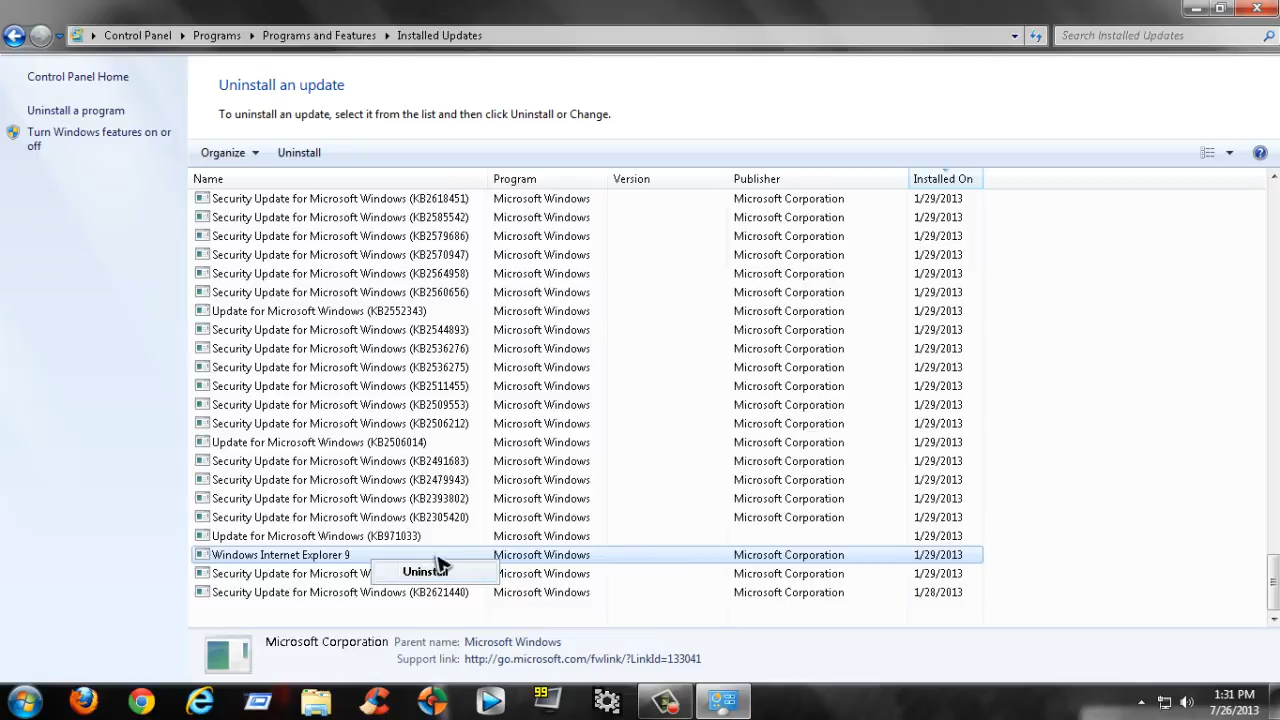 Control Panel Programs Programs and Features Installed Updates Search Installed Updates
Control Panel Home
Uninstall a program
Turn Windows features on or off
Uninstall an update
To uninstall an update, select it from the list and then click Uninstall or Change.
Organize Uninstall
Name Program Version Publisher Installed On
Security Update for Microsoft Windows (KB2618451) Microsoft Windows Microsoft Corporation 1/29/2013
Security Update for Microsoft Windows (KB2585542) Microsoft Windows Microsoft Corporation 1/29/2013
Security Update for Microsoft Windows (KB2579686) Microsoft Windows Microsoft Corporation 1/29/2013
Security Update for Microsoft Windows (KB2570947) Microsoft Windows Microsoft Corporation 1/29/2013
Security Update for Microsoft Windows (KB2564958) Microsoft Windows Microsoft Corporation 1/29/2013
Security Update for Microsoft Windows (KB2560656) Microsoft Windows Microsoft Corporation 1/29/2013
Update for Microsoft Windows (KB2552343) Microsoft Windows Microsoft Corporation 1/29/2013
Security Update for Microsoft Windows (KB2544893) Microsoft Windows Microsoft Corporation 1/29/2013
Security Update for Microsoft Windows (KB2536276) Microsoft Windows Microsoft Corporation 1/29/2013
Security Update for Microsoft Windows (KB2536275) Microsoft Windows Microsoft Corporation 1/29/2013
Security Update for Microsoft Windows (KB2511455) Microsoft Windows Microsoft Corporation 1/29/2013
Security Update for Microsoft Windows (KB2509553) Microsoft Windows Microsoft Corporation 1/29/2013
Security Update for Microsoft Windows (KB2506212) Microsoft Windows Microsoft Corporation 1/29/2013
Update for Microsoft Windows (KB2506014) Microsoft Windows Microsoft Corporation 1/29/2013
Security Update for Microsoft Windows (KB2491683) Microsoft Windows Microsoft Corporation 1/29/2013
Security Update for Microsoft Windows (KB2479943) Microsoft Windows Microsoft Corporation 1/29/2013
Security Update for Microsoft Windows (KB2393802) Microsoft Windows Microsoft Corporation 1/29/2013
Security Update for Microsoft Windows (KB2305420) Microsoft Windows Microsoft Corporation 1/29/2013
Update for Microsoft Windows (KB971033) Microsoft Windows Microsoft Corporation 1/29/2013
Windows Internet Explorer 9 Microsoft Windows Microsoft Corporation 1/29/2013
Uninstall
Security Update for Microsoft W Microsoft Windows Microsoft Corporation 1/29/2013
Security Update for Microsoft Windows (KB2621440) Microsoft Windows Microsoft Corporation 1/28/2013
Microsoft Corporation Parent name: Microsoft Windows
Support link: http://go.microsoft.com/fwlink/?LinkId=133041
99
1:31 PM
7/26/2013